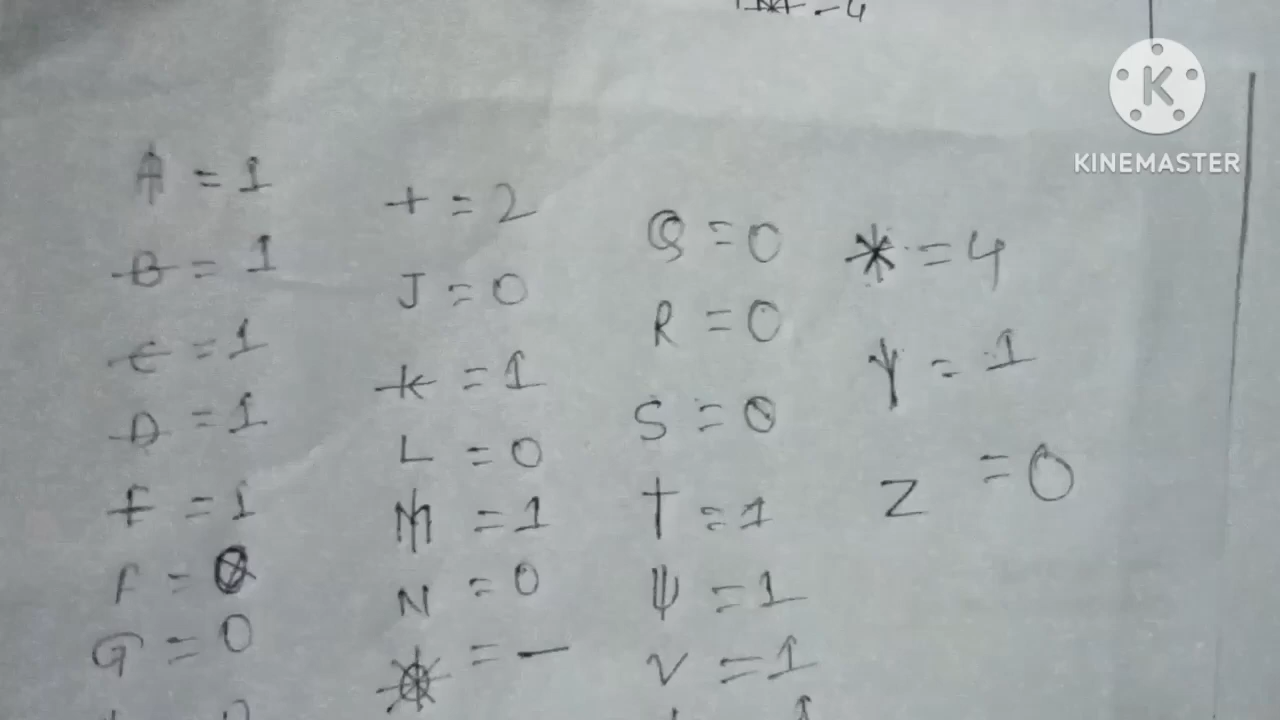 A = 1
B = 1
C = 1
D = 1
E = 1
F = 0
G = 0
+ = 2
J = 0
K = 1
L = 0
M = 1
N = 0
= —
Q = 0
R = 0
S = 0
T = 1
U = 1
V = 1
* = 4
Y = 1
Z = 0
- 4
K
KINEMASTER